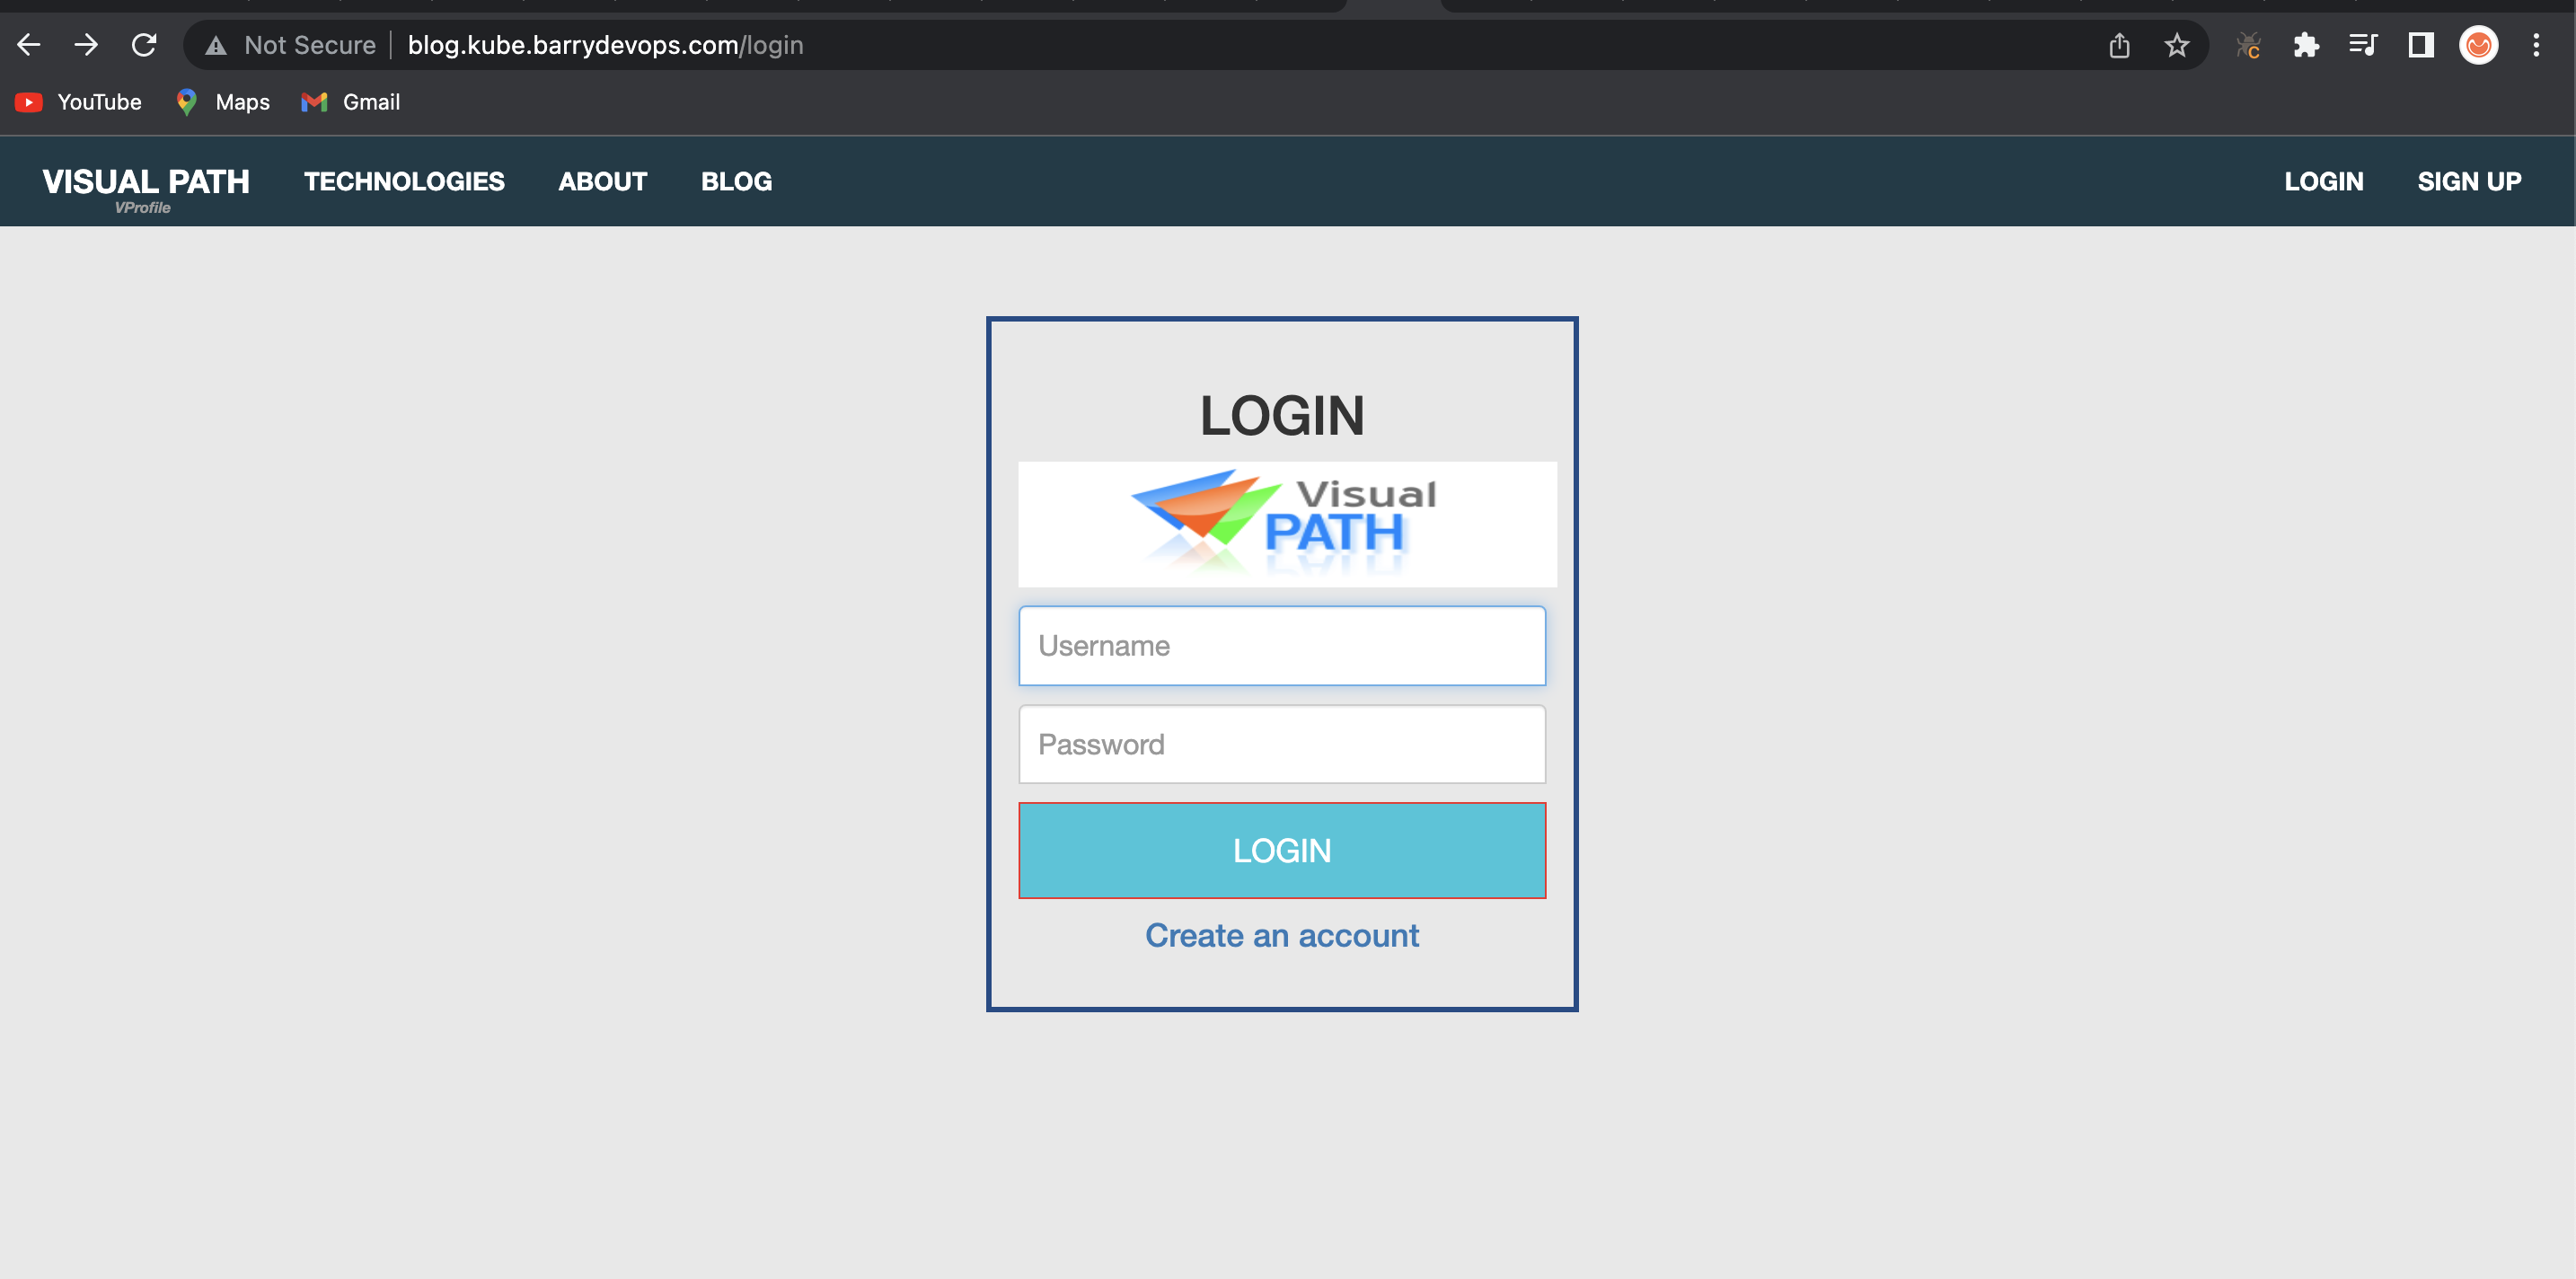 Not Secure | blog.kube.barrydevops.com/login
YouTube Maps Gmail
VISUAL PATH TECHNOLOGIES ABOUT BLOG LOGIN SIGN UP
VProfile
LOGIN
Visual
PATH
Username
Password
LOGIN
Create an account